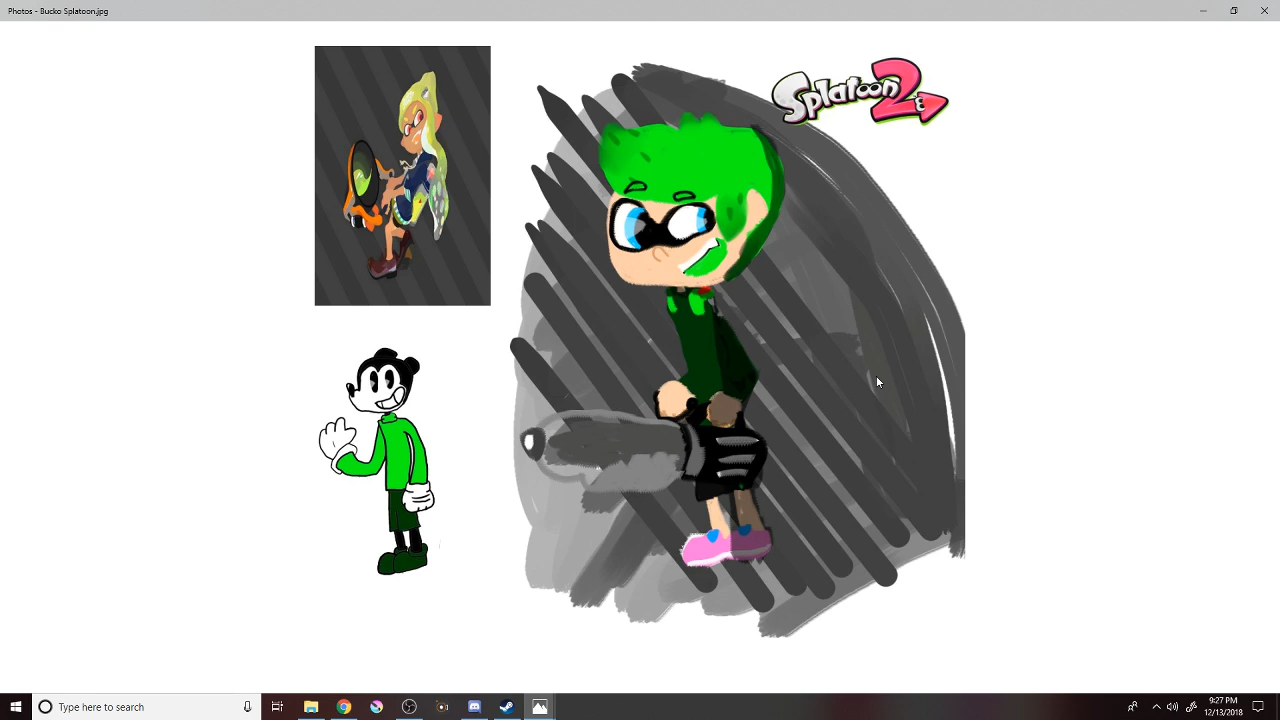 Photos - Bucko Splatoon.jpg
Splatoon 2
Type here to search
9:27 PM
12/13/2018